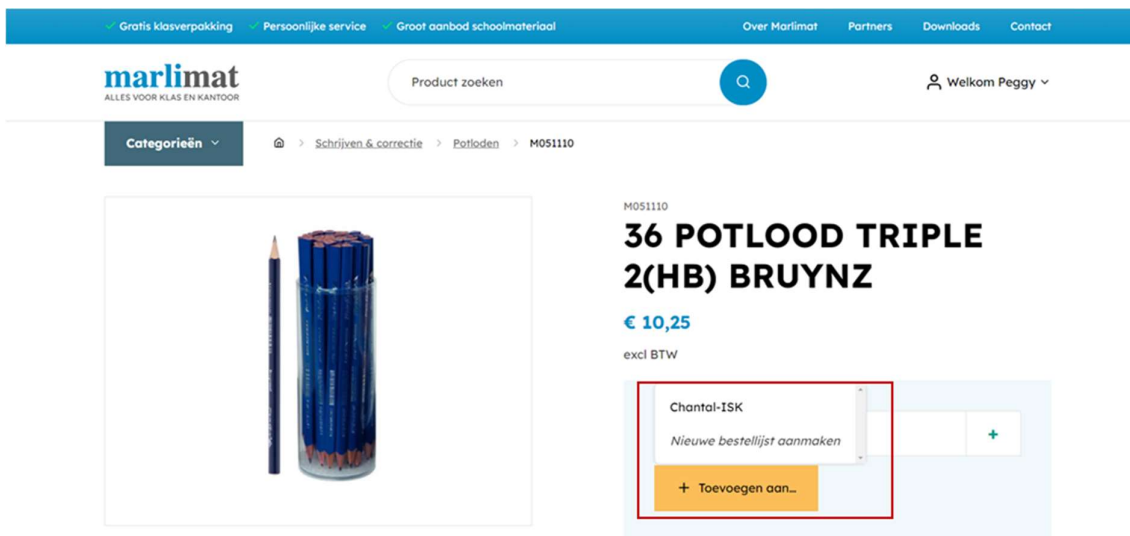 Gratis klasverpakking Persoonlijke service Groot aanbod schoolmateriaal Over Marlimat Partners Downloads Contact
marlimat
ALLES VOOR KLAS EN KANTOOR
Product zoeken
Welkom Peggy
Categorieën
Schrijven & correctie > Potloden > M051110
M051110
36 POTLOOD TRIPLE
2(HB) BRUYNZ
€ 10,25
excl BTW
Chantal-ISK
Nieuwe bestellijst aanmaken
+
+ Toevoegen aan...